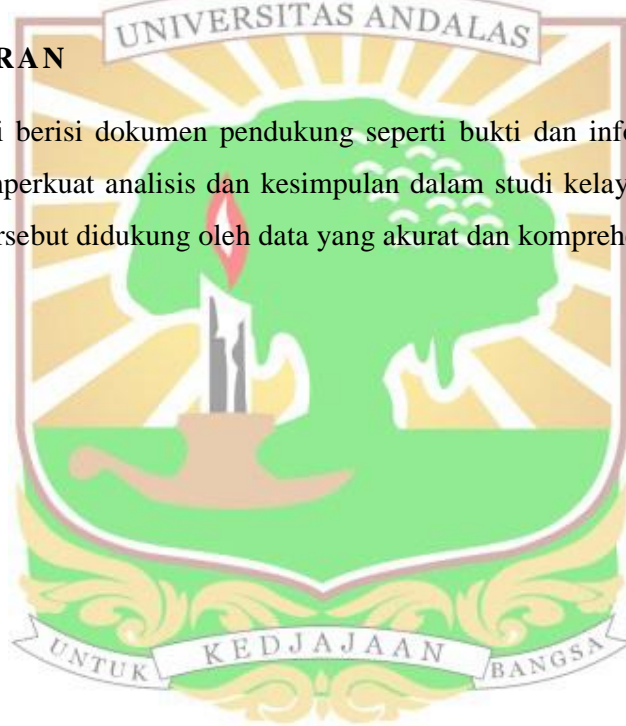 UNIVERSITAS ANDALAS
RAN
i berisi dokumen pendukung seperti bukti dan info
perkuat analisis dan kesimpulan dalam studi kelay
rsebut didukung oleh data yang akurat dan kompreh
UNTUK KEDJAJAAN BANGSA